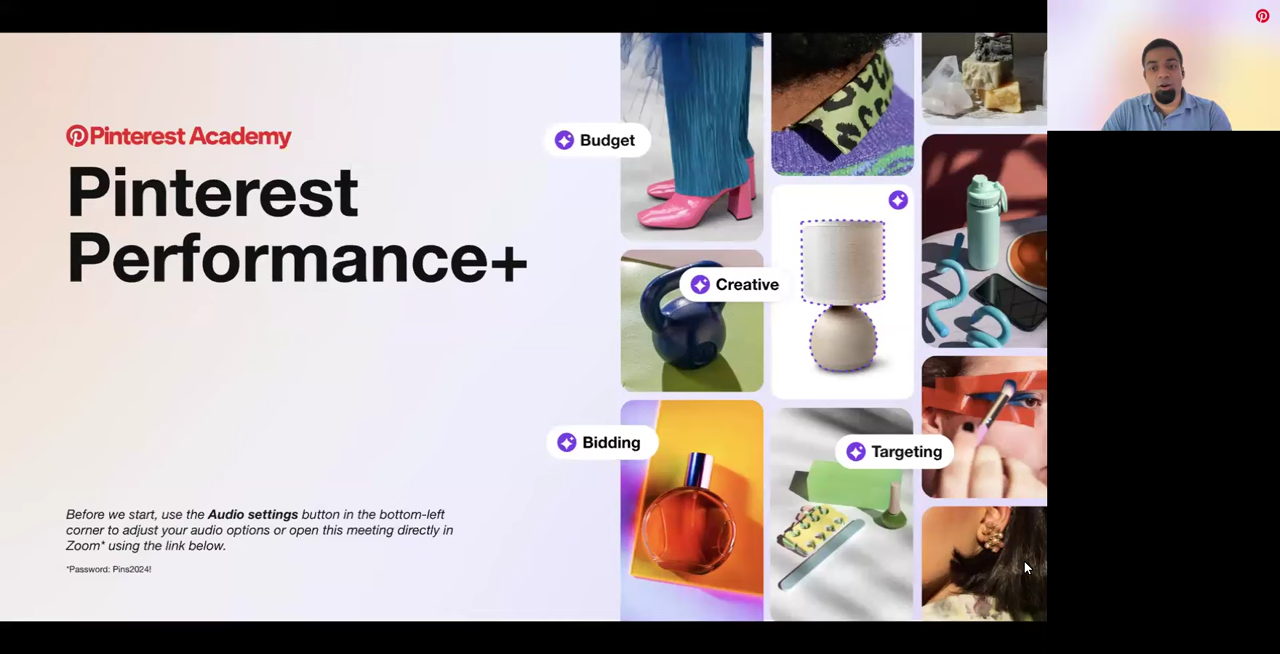 Pinterest Academy
Pinterest
Performance+
Budget
Creative
Bidding
Targeting
Before we start, use the Audio settings button in the bottom-left
corner to adjust your audio options or open this meeting directly in
Zoom* using the link below.
*Password: Pins2024!